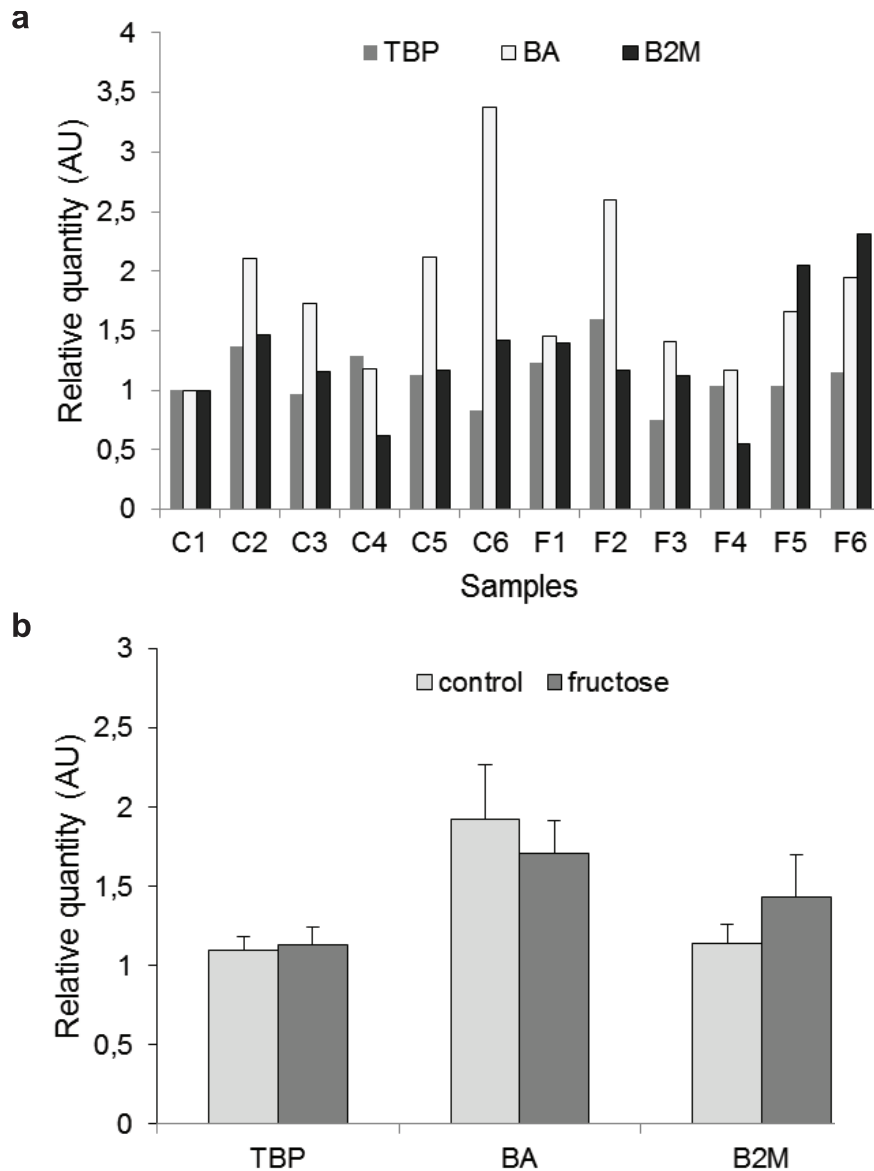 a
Relative quantity (AU)
4
3,5
3
2,5
2
1,5
1
0,5
0
TBP BA B2M
C1 C2 C3 C4 C5 C6 F1 F2 F3 F4 F5 F6
Samples
b
Relative quantity (AU)
3
2,5
2
1,5
1
0,5
0
control fructose
TBP BA B2M